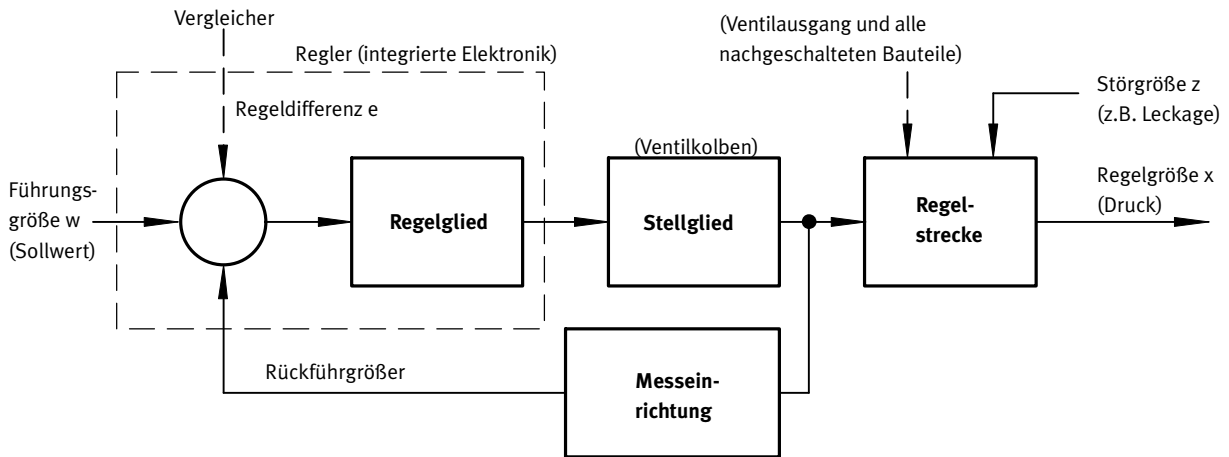 Vergleicher
Regler (integrierte Elektronik)
(Ventilausgang und alle
nachgeschalteten Bauteile)
Störgröße z
(z.B. Leckage)
Regeldifferenz e
(Ventilkolben)
Führungs-
größe w
(Sollwert)
Regelglied
Stellglied
Regel-
strecke
Regelgröße x
(Druck)
Rückführgrößer
Messein-
richtung